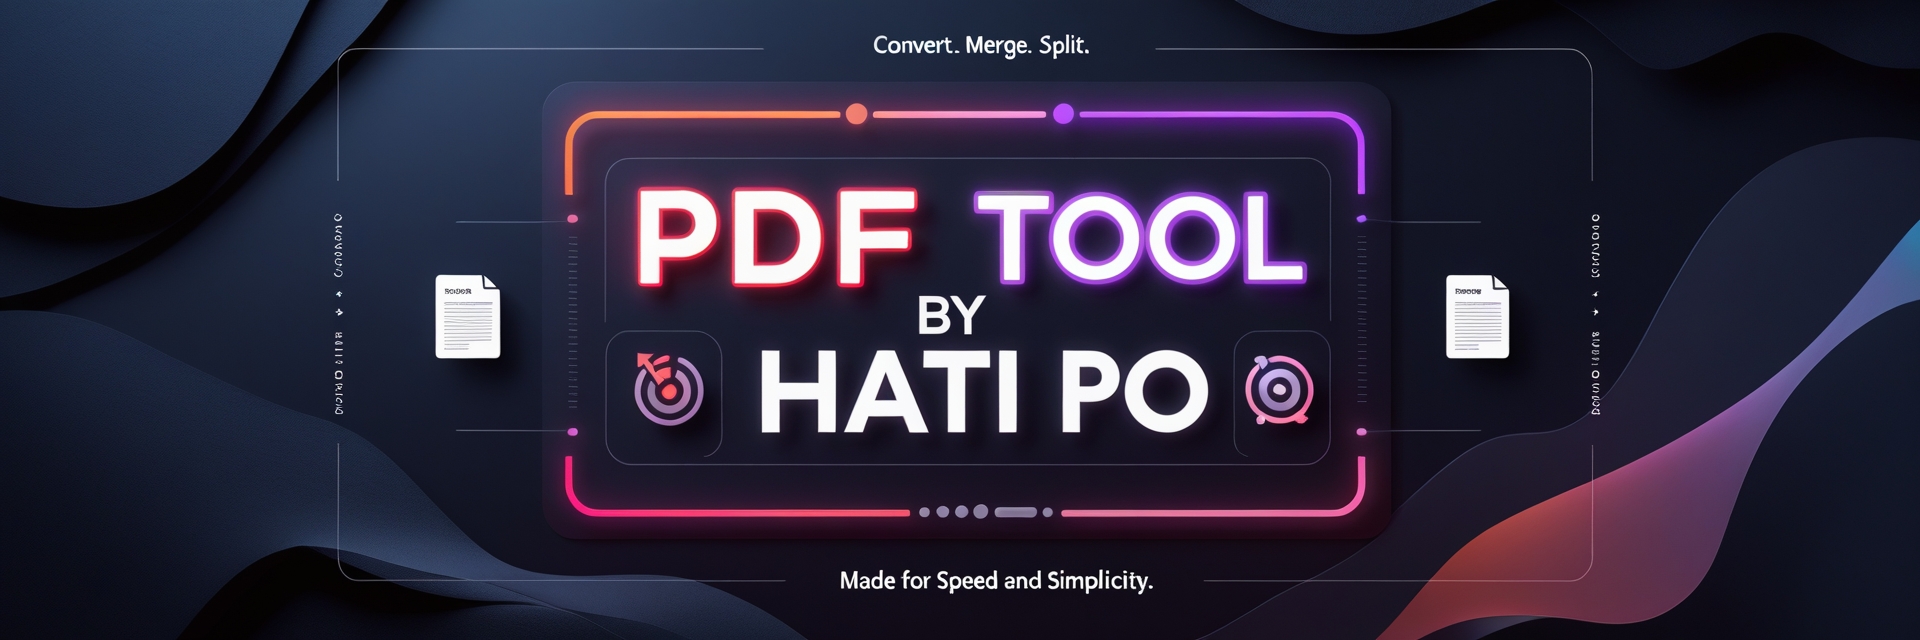 Convert. Merge. Split.
PDF TOOL
BY
HATI PO
Made for Speed and Simplicity.